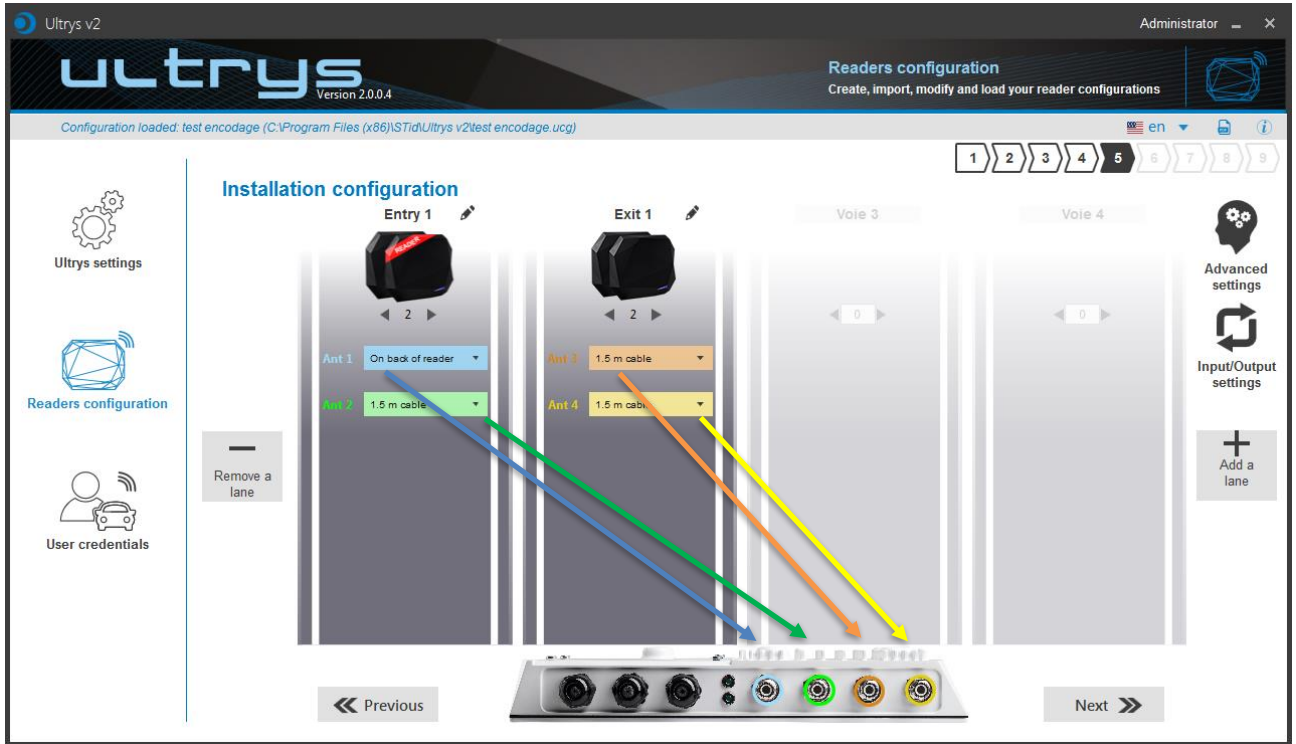 Ultrys v2
Administrator
ultrys
Version 2.0.0.4
Readers configuration
Create, import, modify and load your reader configurations
Configuration loaded: test encodage (C:\Program Files (x86)\STid\Ultrys v2\test encodage.ucg)
en
1 2 3 4 5 6 7 8 9
Installation configuration
Entry 1
Exit 1
Voie 3
Voie 4
READER
2
2
0
0
Ant 1 On back of reader
Ant 3 1.5 m cable
Ant 2 1.5 m cable
Ant 4 1.5 m cable
Ultrys settings
Readers configuration
User credentials
Remove a
lane
Advanced
settings
Input/Output
settings
Add a
lane
Previous
Next